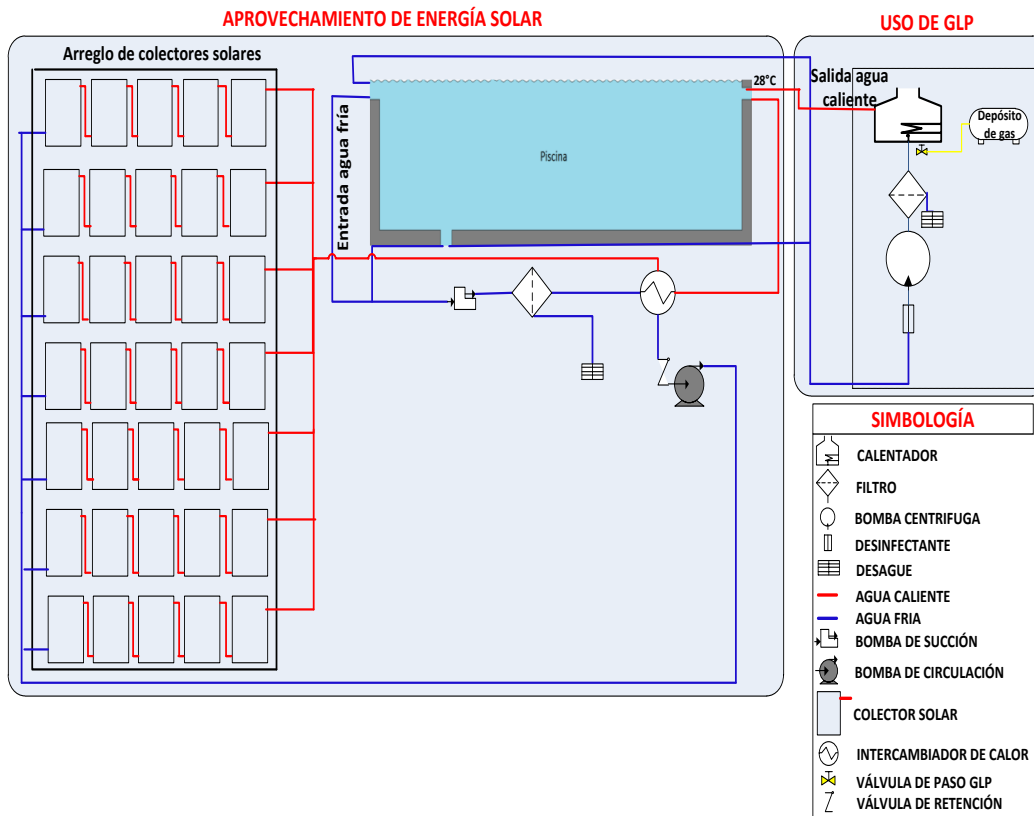 APROVECHAMIENTO DE ENERGÍA SOLAR
USO DE GLP
Arreglo de colectores solares
Entrada agua fría
Piscina
28°C
Salida agua
caliente
Depósito
de gas
SIMBOLOGÍA
CALENTADOR
FILTRO
BOMBA CENTRIFUGA
DESINFECTANTE
DESAGUE
AGUA CALIENTE
AGUA FRIA
BOMBA DE SUCCIÓN
BOMBA DE CIRCULACIÓN
COLECTOR SOLAR
INTERCAMBIADOR DE CALOR
VÁLVULA DE PASO GLP
VÁLVULA DE RETENCIÓN